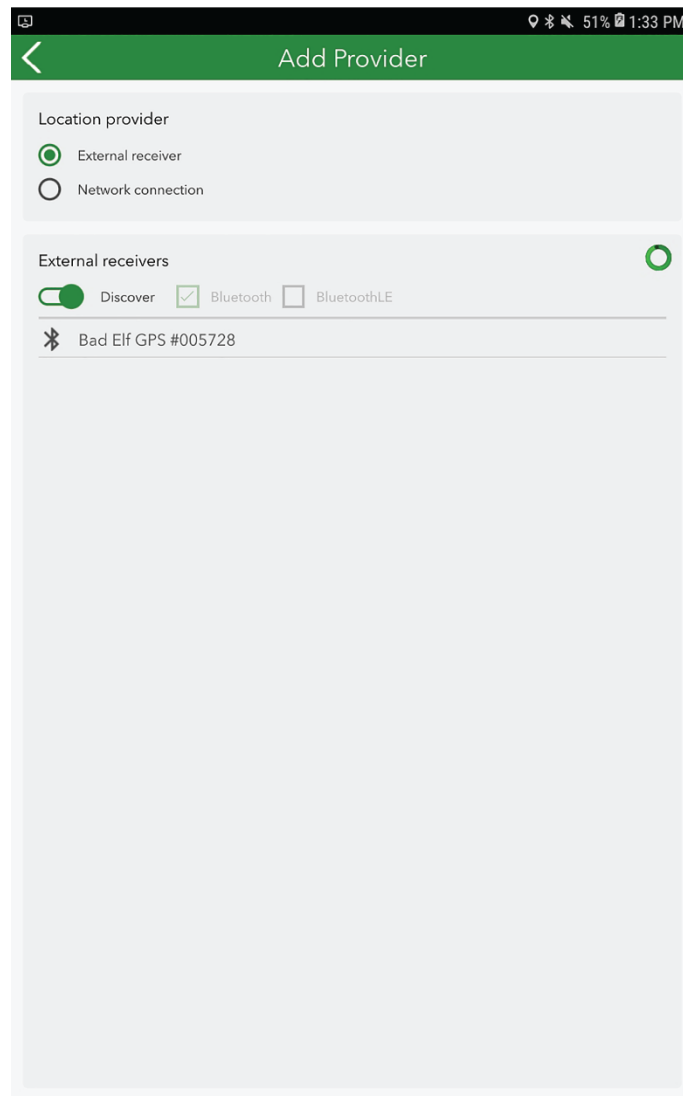 51% 1:33 PM
Add Provider
Location provider
External receiver
Network connection
External receivers
Discover Bluetooth BluetoothLE
Bad Elf GPS #005728